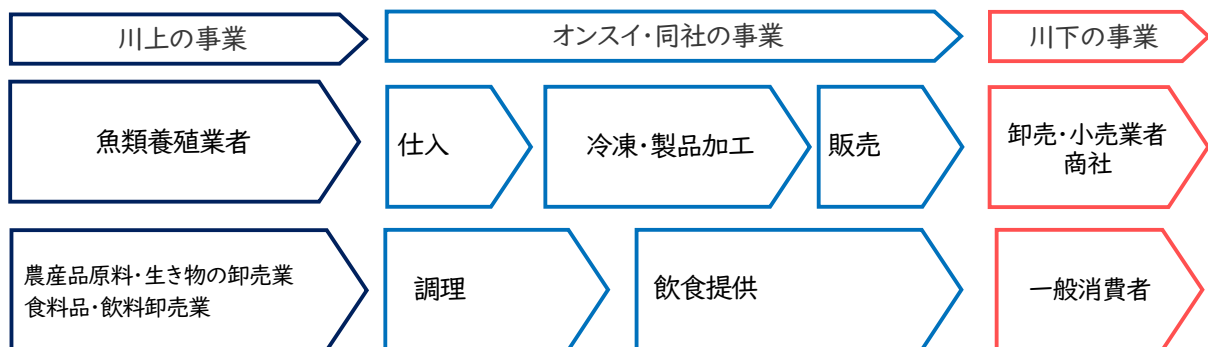 川上の事業
オンスイ・同社の事業
川下の事業
魚類養殖業者
仕入
冷凍・製品加工
販売
卸売・小売業者
商社
農産品原料・生き物の卸売業
食料品・飲料卸売業
調理
飲食提供
一般消費者